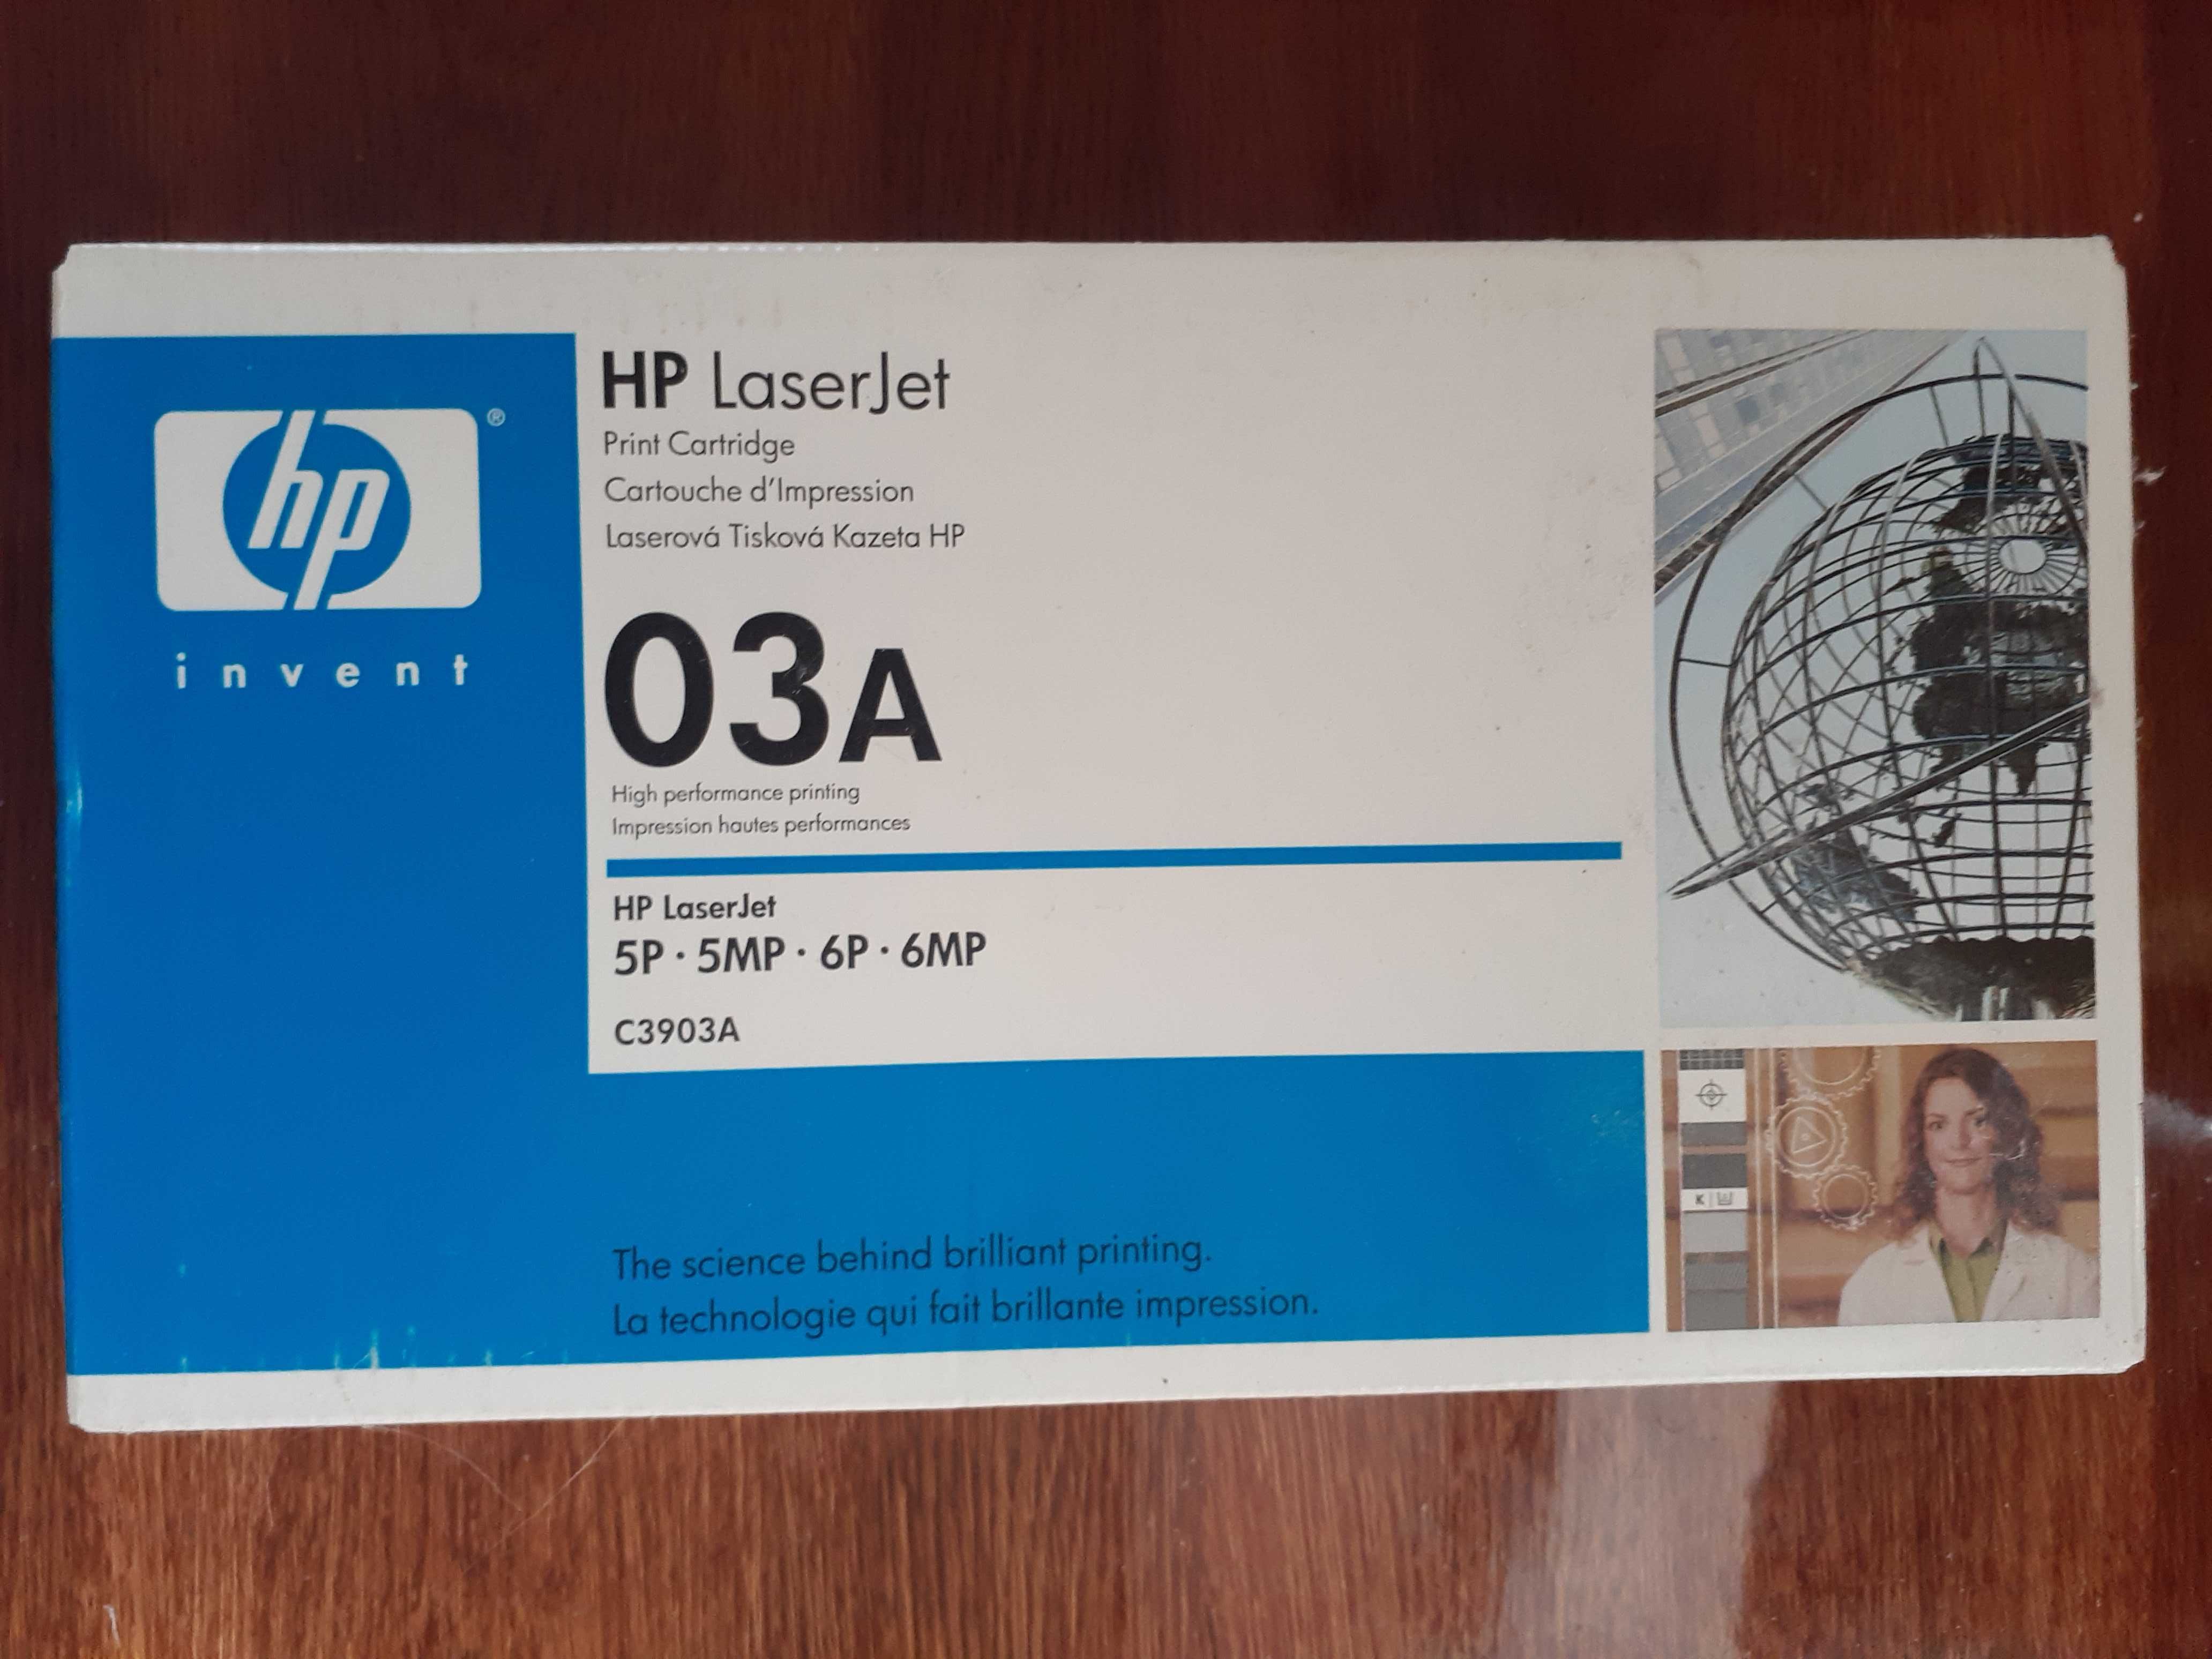 hp®
invent
HP LaserJet
Print Cartridge
Cartouche d'Impression
Laserová Tisková Kazeta HP
03A
High performance printing
Impression hautes performances
HP LaserJet
5P · 5MP · 6P · 6MP
C3903A
The science behind brilliant printing.
La technologie qui fait brillante impression.
K